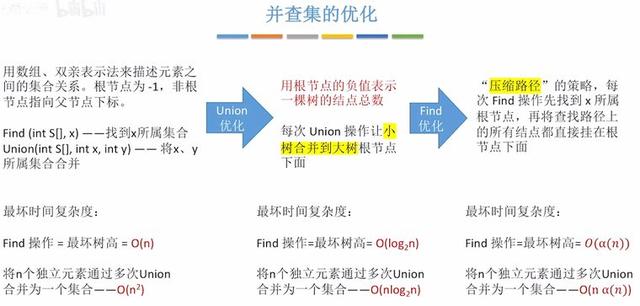 bilibili
并查集的优化
用数组、双亲表示法来描述元素之
间的集合关系。根节点为 -1，非根
节点指向父节点下标。
Find (int S[], x) ——找到x所属集合
Union(int S[], int x, int y) —— 将x、y
所属集合合并
Union
优化
用根节点的负值表示
一棵树的结点总数
每次 Union 操作让小
树合并到大树根节点
下面
Find
优化
“压缩路径”的策略，每
次 Find 操作先找到 x 所属
根节点，再将查找路径上
的所有结点都直接挂在根
节点下面
最坏时间复杂度：
Find 操作 = 最坏树高 = O(n)
将n个独立元素通过多次Union
合并为一个集合——O(n²)
最坏时间复杂度：
Find 操作=最坏树高= O(log₂n)
将n个独立元素通过多次Union
合并为一个集合——O(nlog₂n)
最坏时间复杂度：
Find 操作=最坏树高= O(α(n))
将n个独立元素通过多次Union
合并为一个集合——O(n α(n))